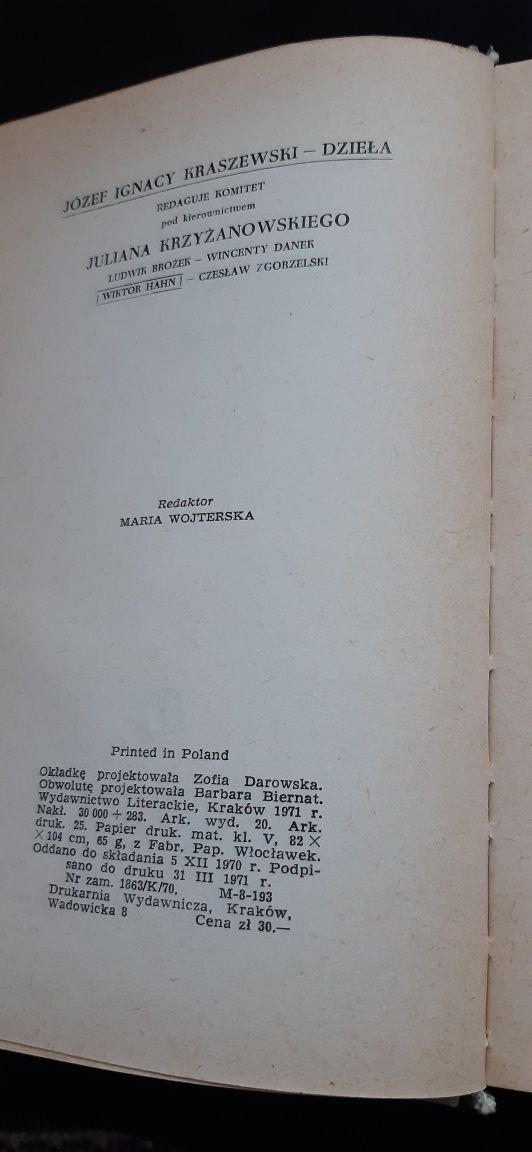 JÓZEF IGNACY KRASZEWSKI – DZIEŁA
REDAGUJE KOMITET
pod kierownictwem
JULIANA KRZYŻANOWSKIEGO
LUDWIK BROŻEK – WINCENTY DANEK
WIKTOR HAHN – CZESŁAW ZGORZELSKI
Redaktor
MARIA WOJTERSKA
Printed in Poland
Okładkę projektowała Zofia Darowska.
Obwolutę projektowała Barbara Biernat.
Wydawnictwo Literackie, Kraków 1971 r.
Nakł. 30 000 + 283. Ark. wyd. 20. Ark.
druk. 25. Papier druk. mat. kl. V, 82 ×
× 104 cm, 65 g, z Fabr. Pap. Włocławek.
Oddano do składania 5 XII 1970 r. Podpi-
sano do druku 31 III 1971 r.
Nr zam. 1863/K/70. M-8-193
Drukarnia Wydawnicza, Kraków,
Wadowicka 8 Cena zł 30.—